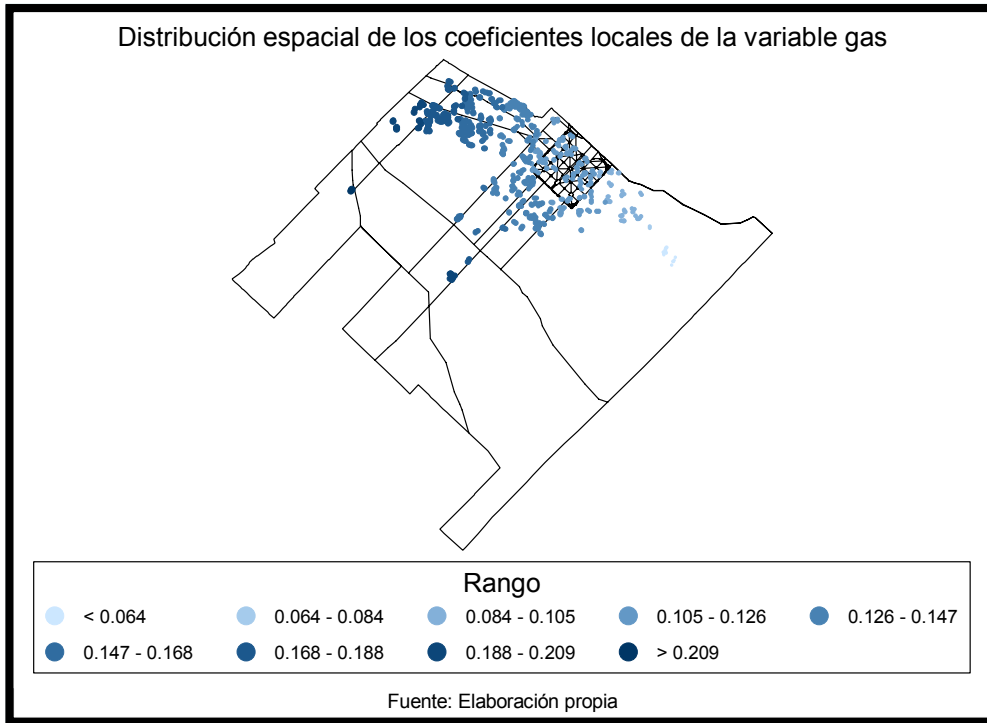 Distribución espacial de los coeficientes locales de la variable gas
Rango
< 0.064
0.064 - 0.084
0.084 - 0.105
0.105 - 0.126
0.126 - 0.147
0.147 - 0.168
0.168 - 0.188
0.188 - 0.209
> 0.209
Fuente: Elaboración propia